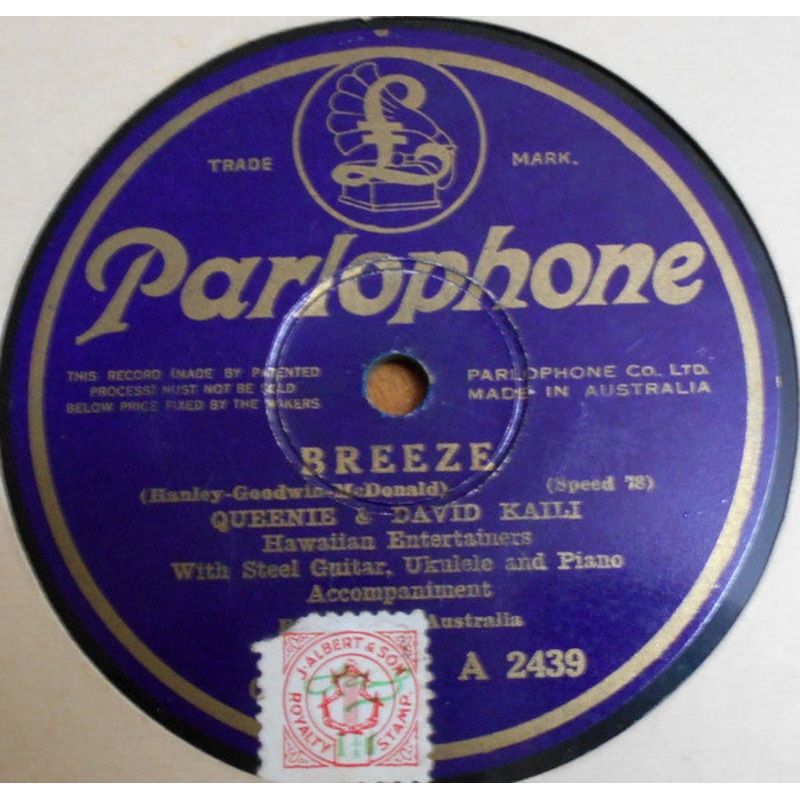 TRADE MARK.
Parlophone
THIS RECORD (MADE BY PATENTED
PROCESS) MUST NOT BE SOLD
BELOW PRICE FIXED BY THE MAKERS
PARLOPHONE CO. LTD.
MADE IN AUSTRALIA
BREEZE
(Hanley-Goodwin-McDonald) (Speed 78)
QUEENIE & DAVID KAILI
Hawaiian Entertainers
With Steel Guitar, Ukulele and Piano
Accompaniment
Australia
A 2439
J. ALBERT & SON
ROYALTY STAMP.